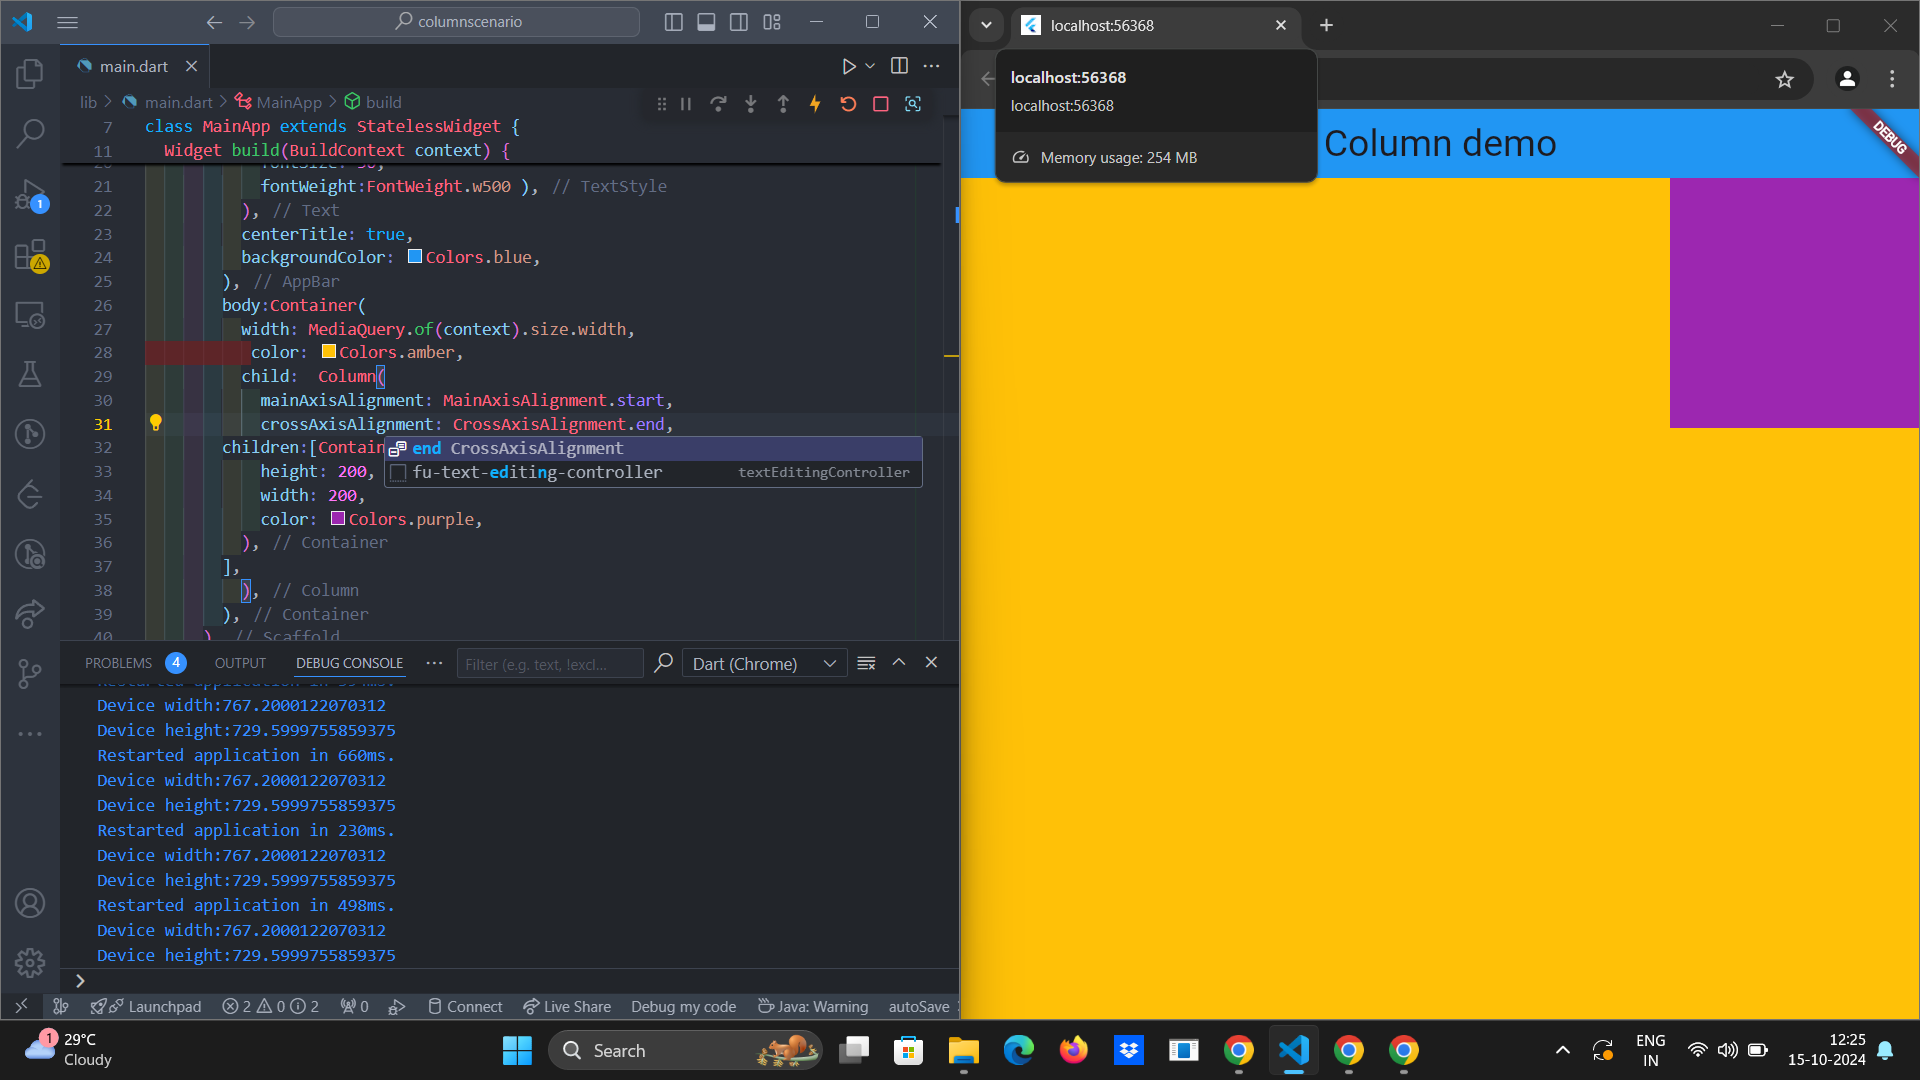 columnscenario
main.dart
lib > main.dart > MainApp > build
7 class MainApp extends StatelessWidget {
11 Widget build(BuildContext context) {
21 fontWeight:FontWeight.w500 ), // TextStyle
22 ), // Text
23 centerTitle: true,
24 backgroundColor: Colors.blue,
25 ), // AppBar
26 body:Container(
27 width: MediaQuery.of(context).size.width,
28 color: Colors.amber,
29 child: Column(
30 mainAxisAlignment: MainAxisAlignment.start,
31 crossAxisAlignment: CrossAxisAlignment.end,
32 children:[Contain
end CrossAxisAlignment
33 height: 200,
fu-text-editing-controller textEditingController
34 width: 200,
35 color: Colors.purple,
36 ), // Container
37 ],
38 ), // Column
39 ), // Container
40 ) // Scaffold
1
PROBLEMS 4 OUTPUT DEBUG CONSOLE Filter (e.g. text, !excl... Dart (Chrome)
Device width:767.2000122070312
Device height:729.5999755859375
Restarted application in 660ms.
Device width:767.2000122070312
Device height:729.5999755859375
Restarted application in 230ms.
Device width:767.2000122070312
Device height:729.5999755859375
Restarted application in 498ms.
Device width:767.2000122070312
Device height:729.5999755859375
Launchpad 2 0 2 0 Connect Live Share Debug my code Java: Warning autoSave
localhost:56368
localhost:56368
localhost:56368
Memory usage: 254 MB
Column demo
DEBUG
1
29°C
Cloudy
Search
ENG
IN
12:25
15-10-2024